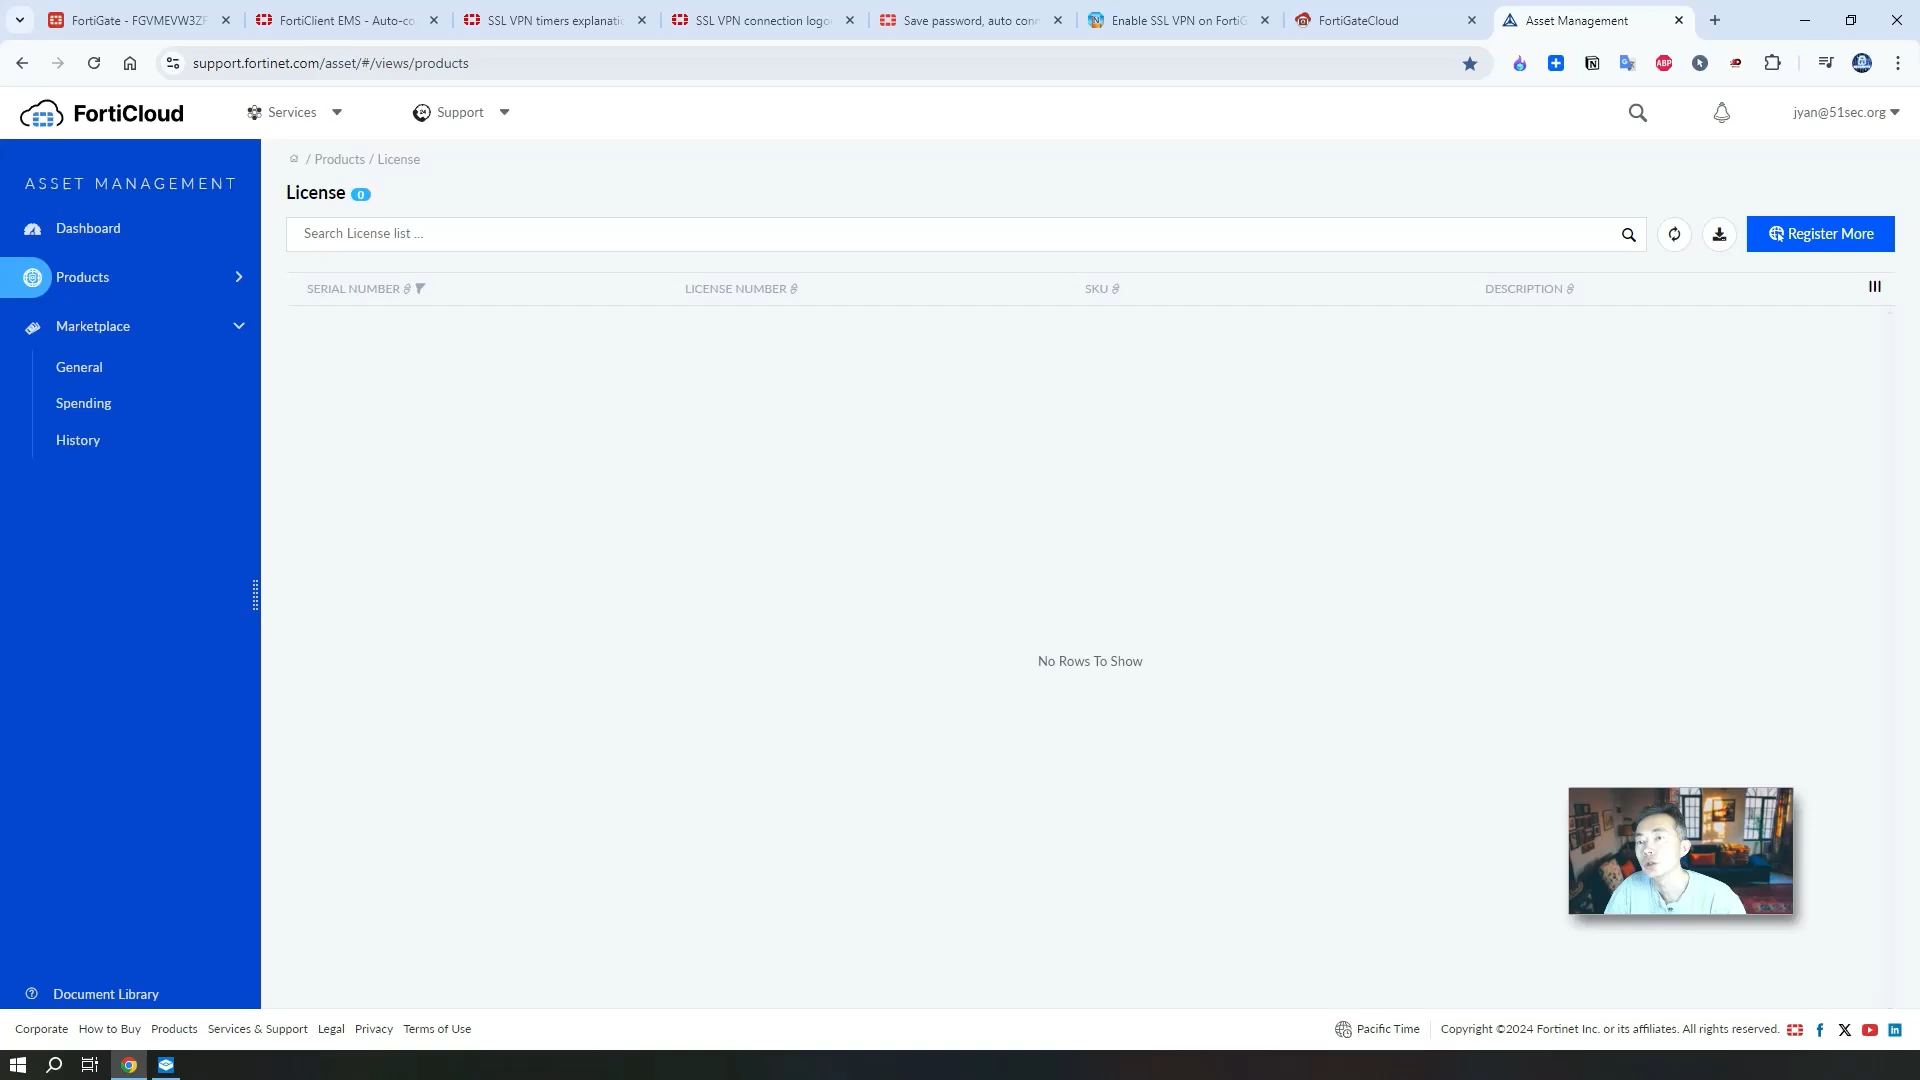 FortiGate - FGVMEVW3ZF
FortiClient EMS - Auto-co
SSL VPN timers explanati
SSL VPN connection logo
Save password, auto conn
Enable SSL VPN on FortiG
FortiGateCloud
Asset Management
support.fortinet.com/asset/#/views/products
ABP
FortiCloud
Services
Support
jyan@51sec.org
ASSET MANAGEMENT
Dashboard
Products
Marketplace
General
Spending
History
Document Library
/ Products / License
License 0
Search License list ...
Register More
SERIAL NUMBER
LICENSE NUMBER
SKU
DESCRIPTION
No Rows To Show
Corporate How to Buy Products Services & Support Legal Privacy Terms of Use
Pacific Time
Copyright ©2024 Fortinet Inc. or its affiliates. All rights reserved.